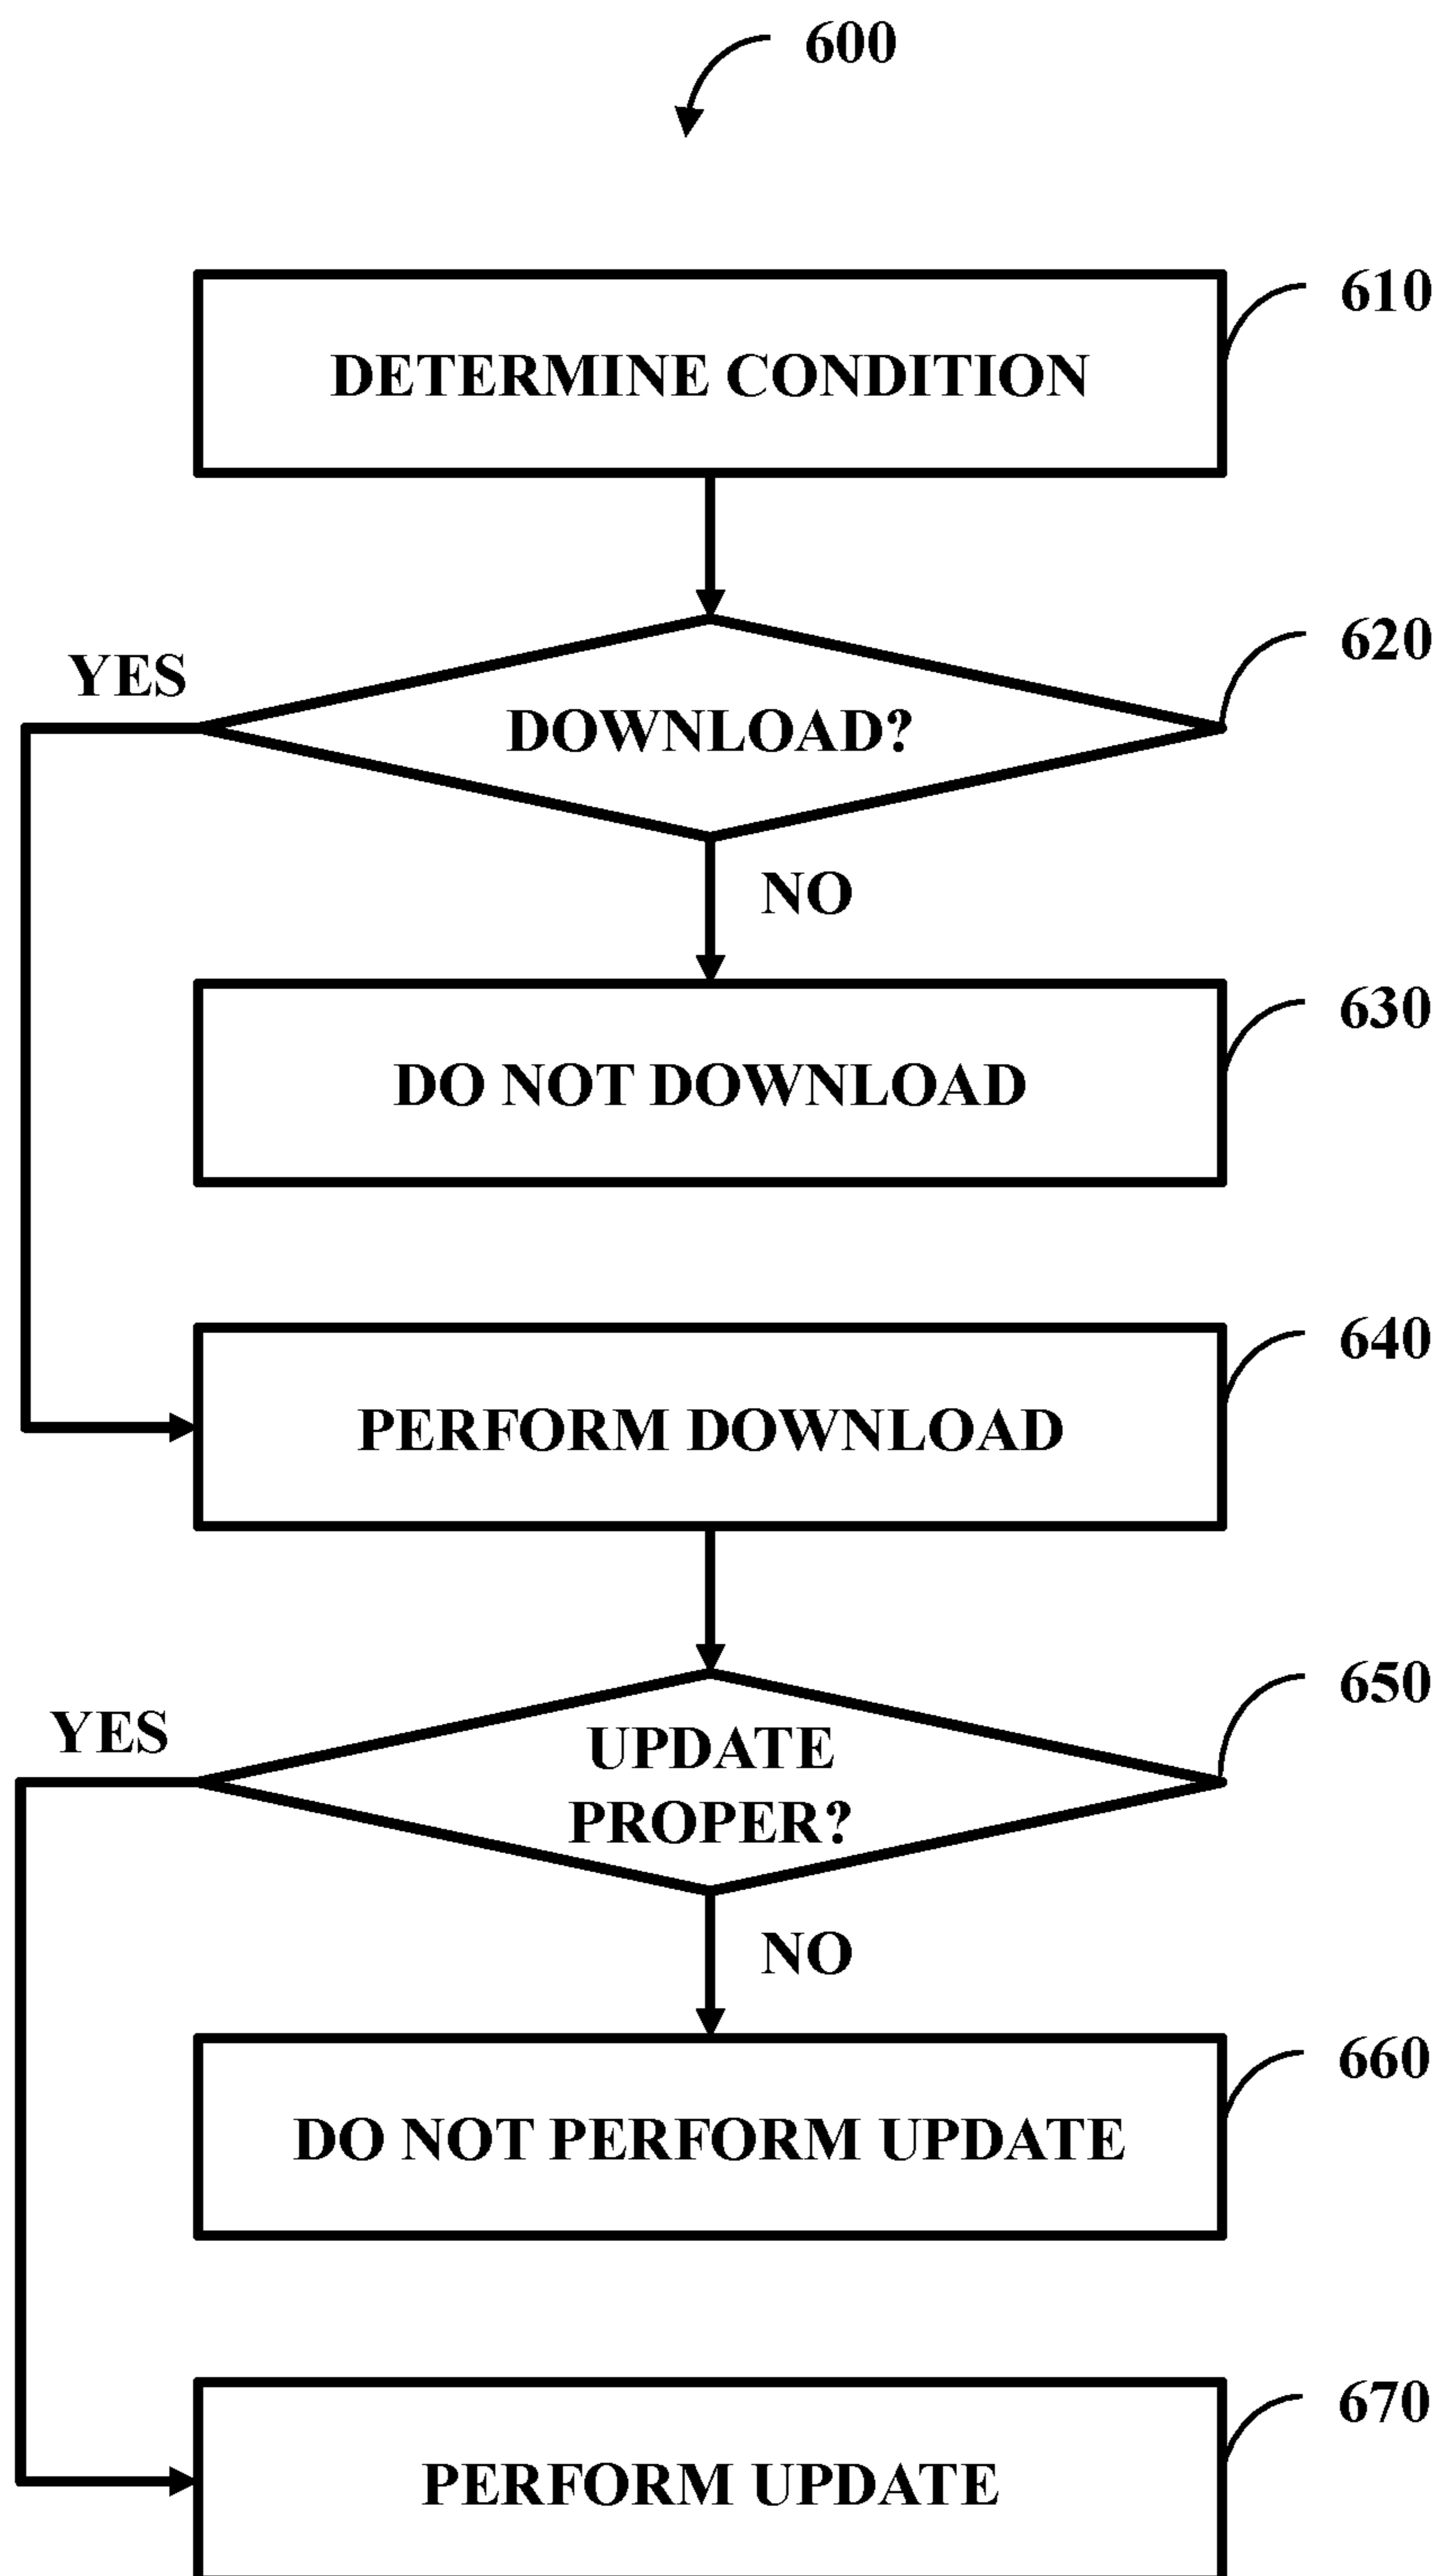 600
610
DETERMINE CONDITION
620
YES
DOWNLOAD?
NO
630
DO NOT DOWNLOAD
640
PERFORM DOWNLOAD
650
YES
UPDATE
PROPER?
NO
660
DO NOT PERFORM UPDATE
670
PERFORM UPDATE